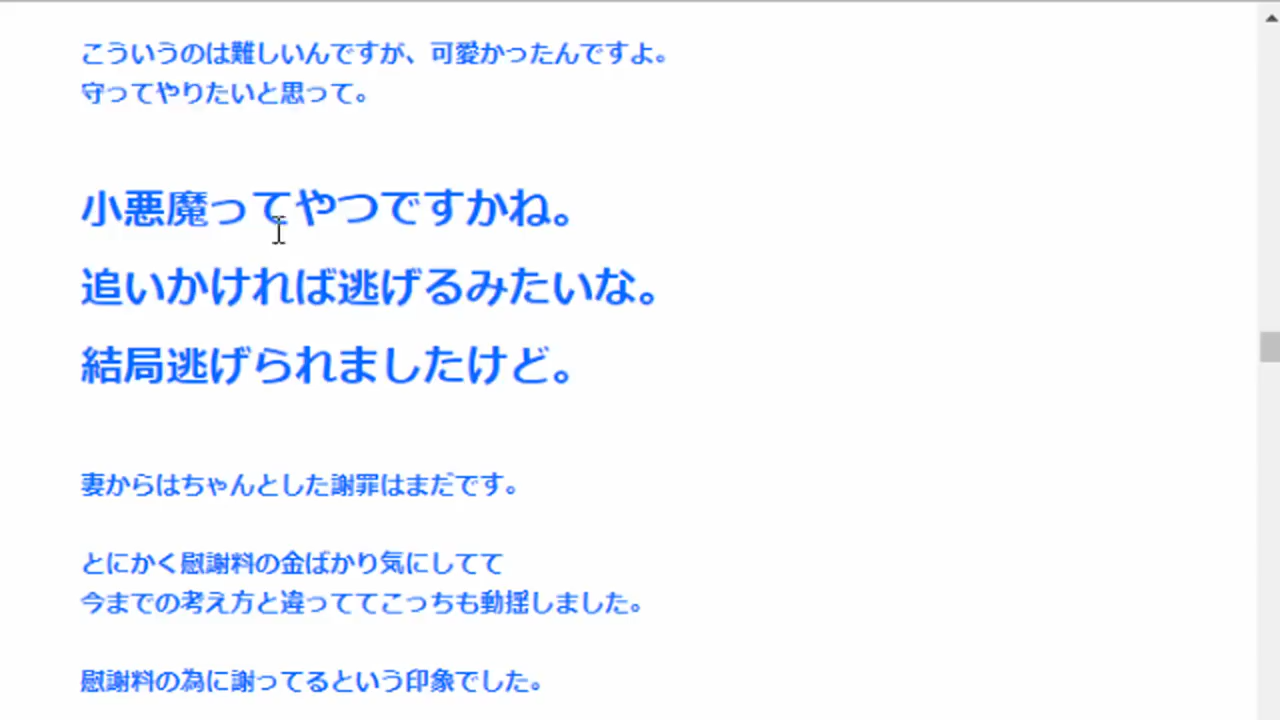 こういうのは難しいんですが、可愛かったんですよ。
守ってやりたいと思って。
小悪魔ってやつですかね。
追いかければ逃げるみたいな。
結局逃げられましたけど。
妻からはちゃんとした謝罪はまだです。
とにかく慰謝料の金ばかり気にしてて
今までの考え方と違っててこっちも動揺しました。
慰謝料の為に謝ってるという印象でした。